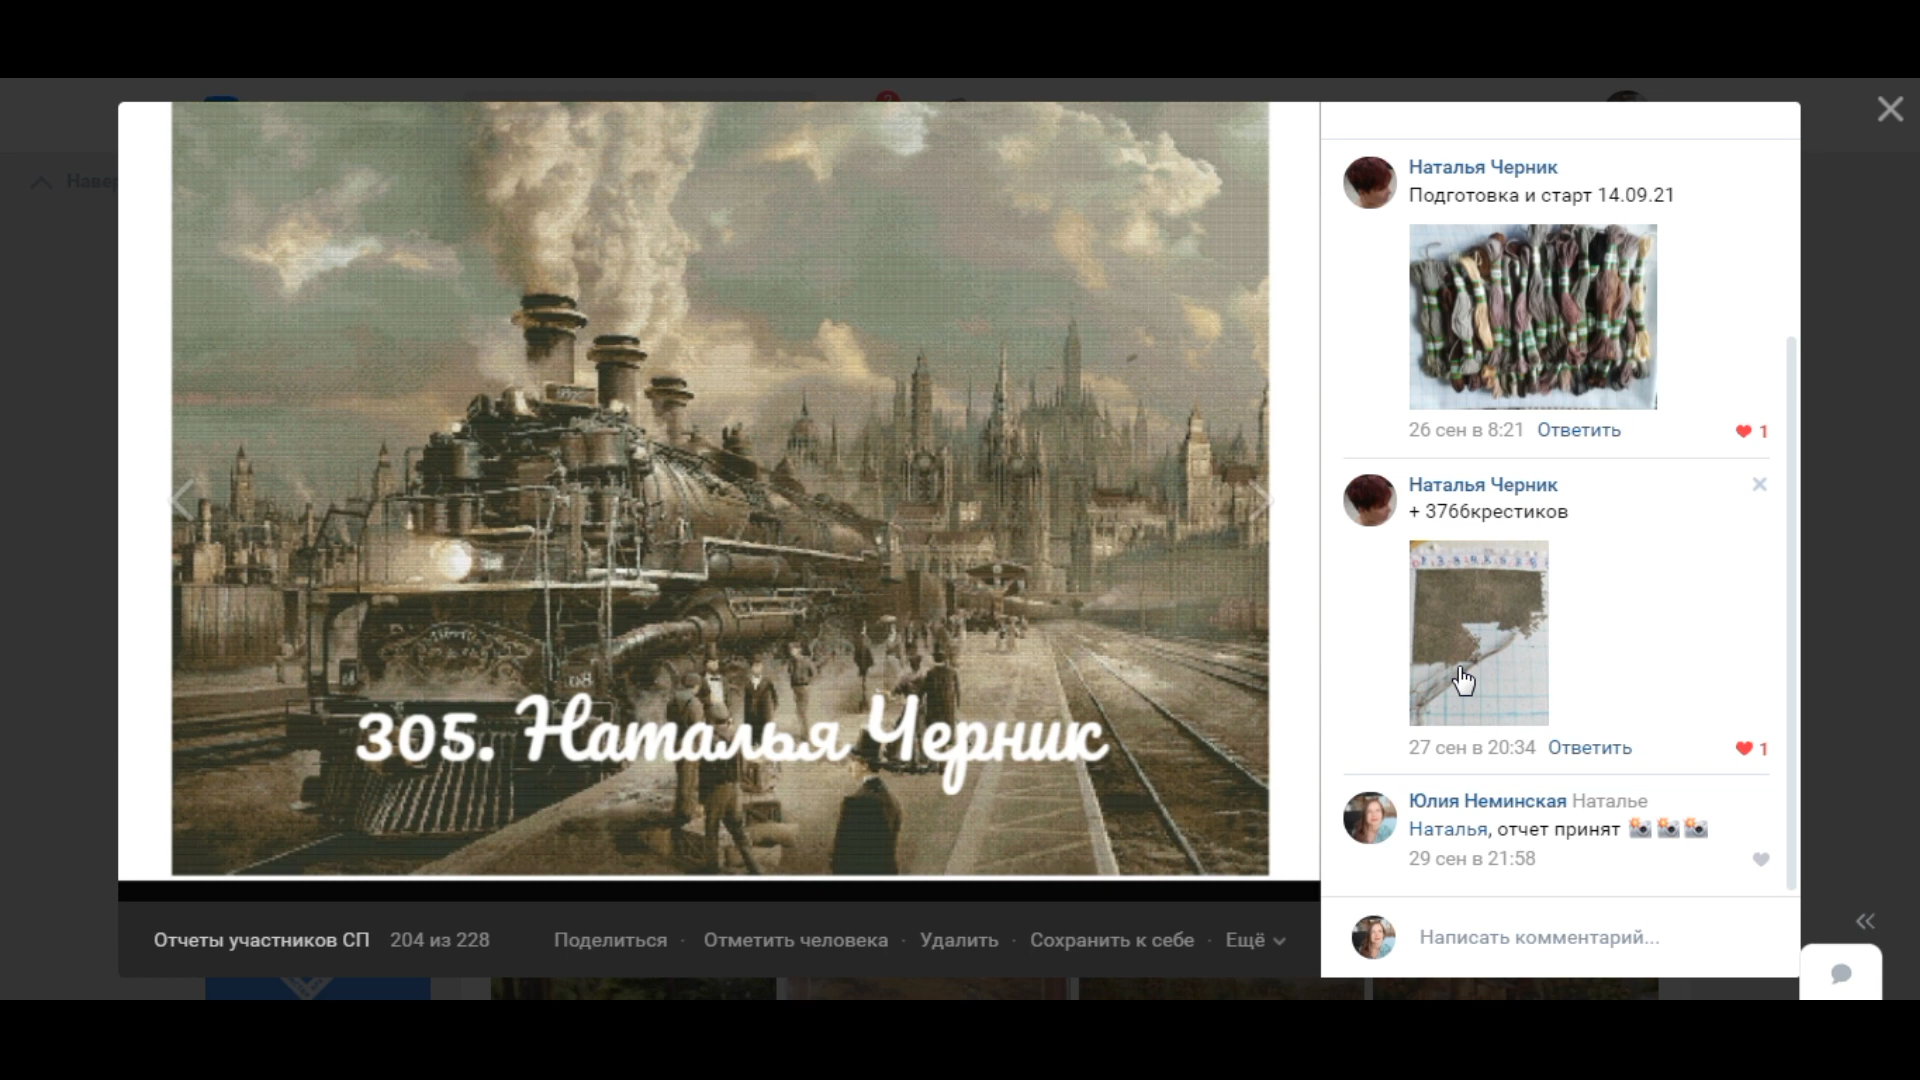 Навер
305. Наталья Черник
Отчеты участников СП 204 из 228 Поделиться · Отметить человека · Удалить · Сохранить к себе · Ещё
Наталья Черник
Подготовка и старт 14.09.21
26 сен в 8:21 Ответить 1
Наталья Черник
+ 3766крестиков
27 сен в 20:34 Ответить 1
Юлия Неминская Наталье
Наталья, отчет принят
29 сен в 21:58
Написать комментарий...